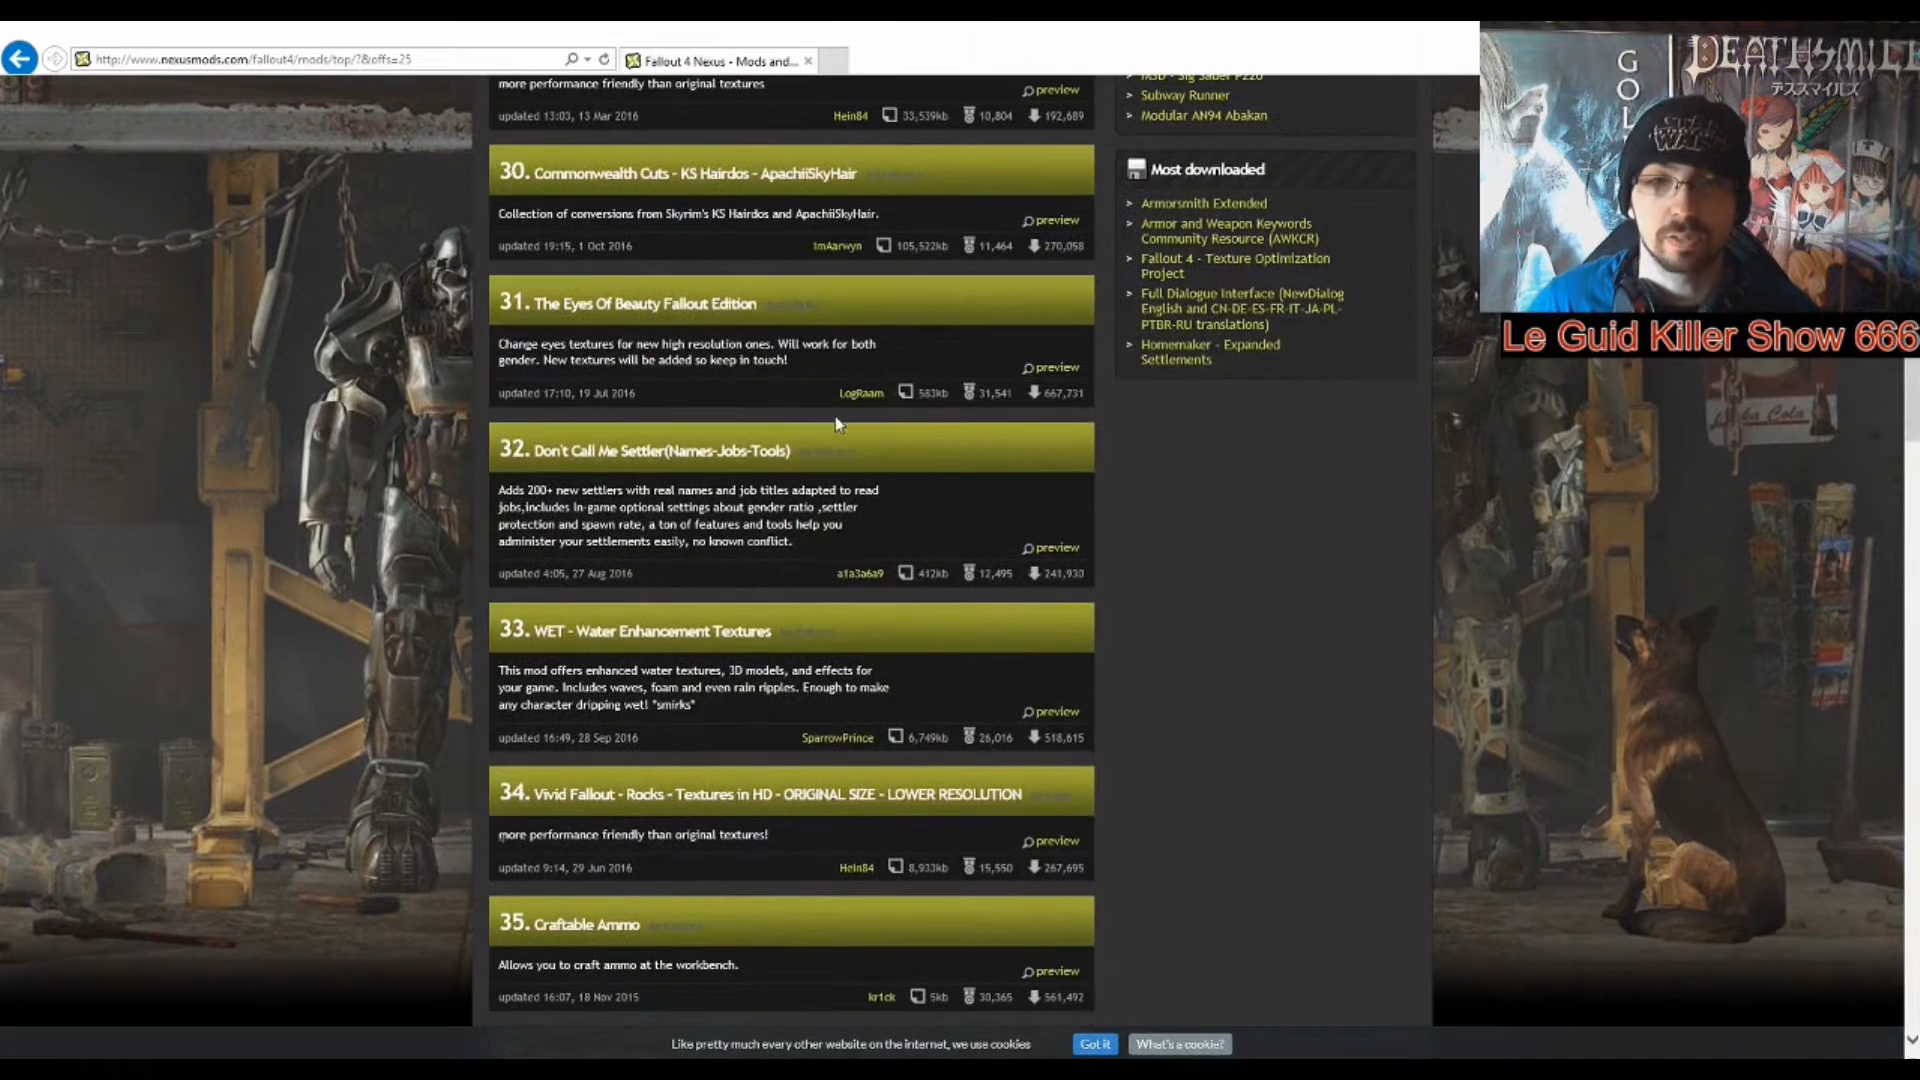 http://www.nexusmods.com/fallout4/mods/top/?&offs=25
Fallout 4 Nexus - Mods and...
more performance friendly than original textures
preview
updated 13:03, 13 Mar 2016
Hein84 33,539kb 10,804 192,689
30. Commonwealth Cuts - KS Hairdos - ApachiiSkyHair
Collection of conversions from Skyrim's KS Hairdos and ApachiiSkyHair.
preview
updated 19:15, 1 Oct 2016
tmAarwyn 105,522kb 11,464 270,058
31. The Eyes Of Beauty Fallout Edition
Change eyes textures for new high resolution ones. Will work for both
gender. New textures will be added so keep in touch!
preview
updated 17:10, 19 Jul 2016
LogRaam 583kb 31,541 667,731
32. Don't Call Me Settler(Names-Jobs-Tools)
Adds 200+ new settlers with real names and job titles adapted to read
jobs,includes in-game optional settings about gender ratio ,settler
protection and spawn rate, a ton of features and tools help you
administer your settlements easily, no known conflict.
preview
updated 4:05, 27 Aug 2016
a1a3a6a9 412kb 12,495 241,930
33. WET - Water Enhancement Textures
This mod offers enhanced water textures, 3D models, and effects for
your game. Includes waves, foam and even rain ripples. Enough to make
any character dripping wet! *smirks*
preview
updated 16:49, 28 Sep 2016
SparrowPrince 6,749kb 26,016 518,615
34. Vivid Fallout - Rocks - Textures in HD - ORIGINAL SIZE - LOWER RESOLUTION
more performance friendly than original textures!
preview
updated 9:14, 29 Jun 2016
Hein84 8,933kb 15,550 267,695
35. Craftable Ammo
Allows you to craft ammo at the workbench.
preview
updated 16:07, 18 Nov 2015
kr1ck 5kb 30,365 561,492
MSD - Sig Sauer P220
> Subway Runner
> Modular AN94 Abakan
Most downloaded
> Armorsmith Extended
> Armor and Weapon Keywords
Community Resource (AWKCR)
> Fallout 4 - Texture Optimization
Project
> Full Dialogue Interface (NewDialog
English and CN-DE-ES-FR-IT-JA-PL-
PTBR-RU translations)
> Homemaker - Expanded
Settlements
Like pretty much every other website on the internet, we use cookies
Got it
What's a cookie?
GOL
DEATHSMILE
デススマイルズ
WARS
Le Guid Killer Show 666